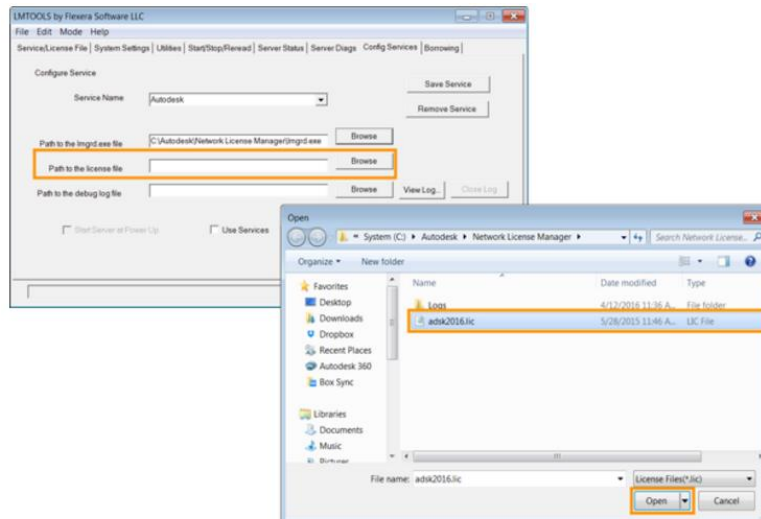 LMTOOLS by Flexera Software LLC
File Edit Mode Help
Service/License File System Settings Utilities Start/Stop/Reread Server Status Server Diags Config Services Borrowing
Configure Service
Save Service
Service Name Autodesk
Remove Service
Path to the lmgrd.exe file C:\Autodesk\Network License Manager\lmgrd.exe Browse
Path to the license file Browse
Path to the debug log file Browse View Log... Close Log
Start Server at Power Up Use Services
Open
« System (C:) Autodesk Network License Manager Search Network License...
Organize New folder
Favorites
Desktop
Downloads
Dropbox
Recent Places
Autodesk 360
Box Sync
Libraries
Documents
Music
Pictures
Name Date modified Type
Logs 4/12/2016 11:36 A... File folder
adsk2016.lic 5/28/2015 11:46 A... LIC File
File name: adsk2016.lic License Files(*.lic)
Open Cancel